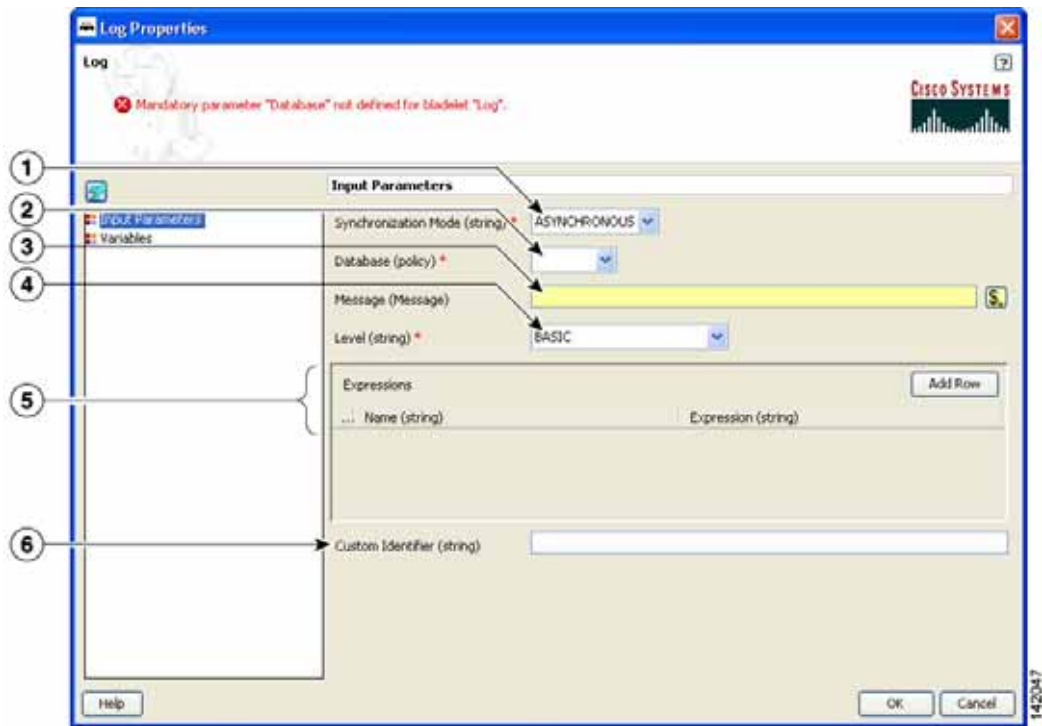 Log Properties
Log
Mandatory parameter "Database" not defined for bladelet "Log".
CISCO SYSTEMS
1
2
3
4
5
6
Input Parameters
Variables
Input Parameters
Synchronization Mode (string) * ASYNCHRONOUS
Database (policy) *
Message (Message)
$
Level (string) * BASIC
Expressions
Add Row
... Name (string) Expression (string)
Custom Identifier (string)
Help
OK
Cancel
142047